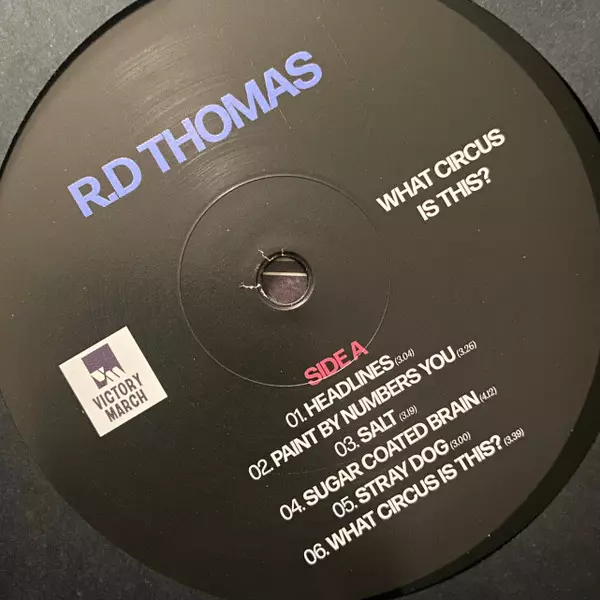 R.D THOMAS
WHAT CIRCUS
IS THIS?
VICTORY
MARCH
SIDE A
01. HEADLINES (3.04)
02. PAINT BY NUMBERS YOU (3.26)
03. SALT (3.19)
04. SUGAR COATED BRAIN (4.12)
05. STRAY DOG (3.00)
06. WHAT CIRCUS IS THIS? (3.39)